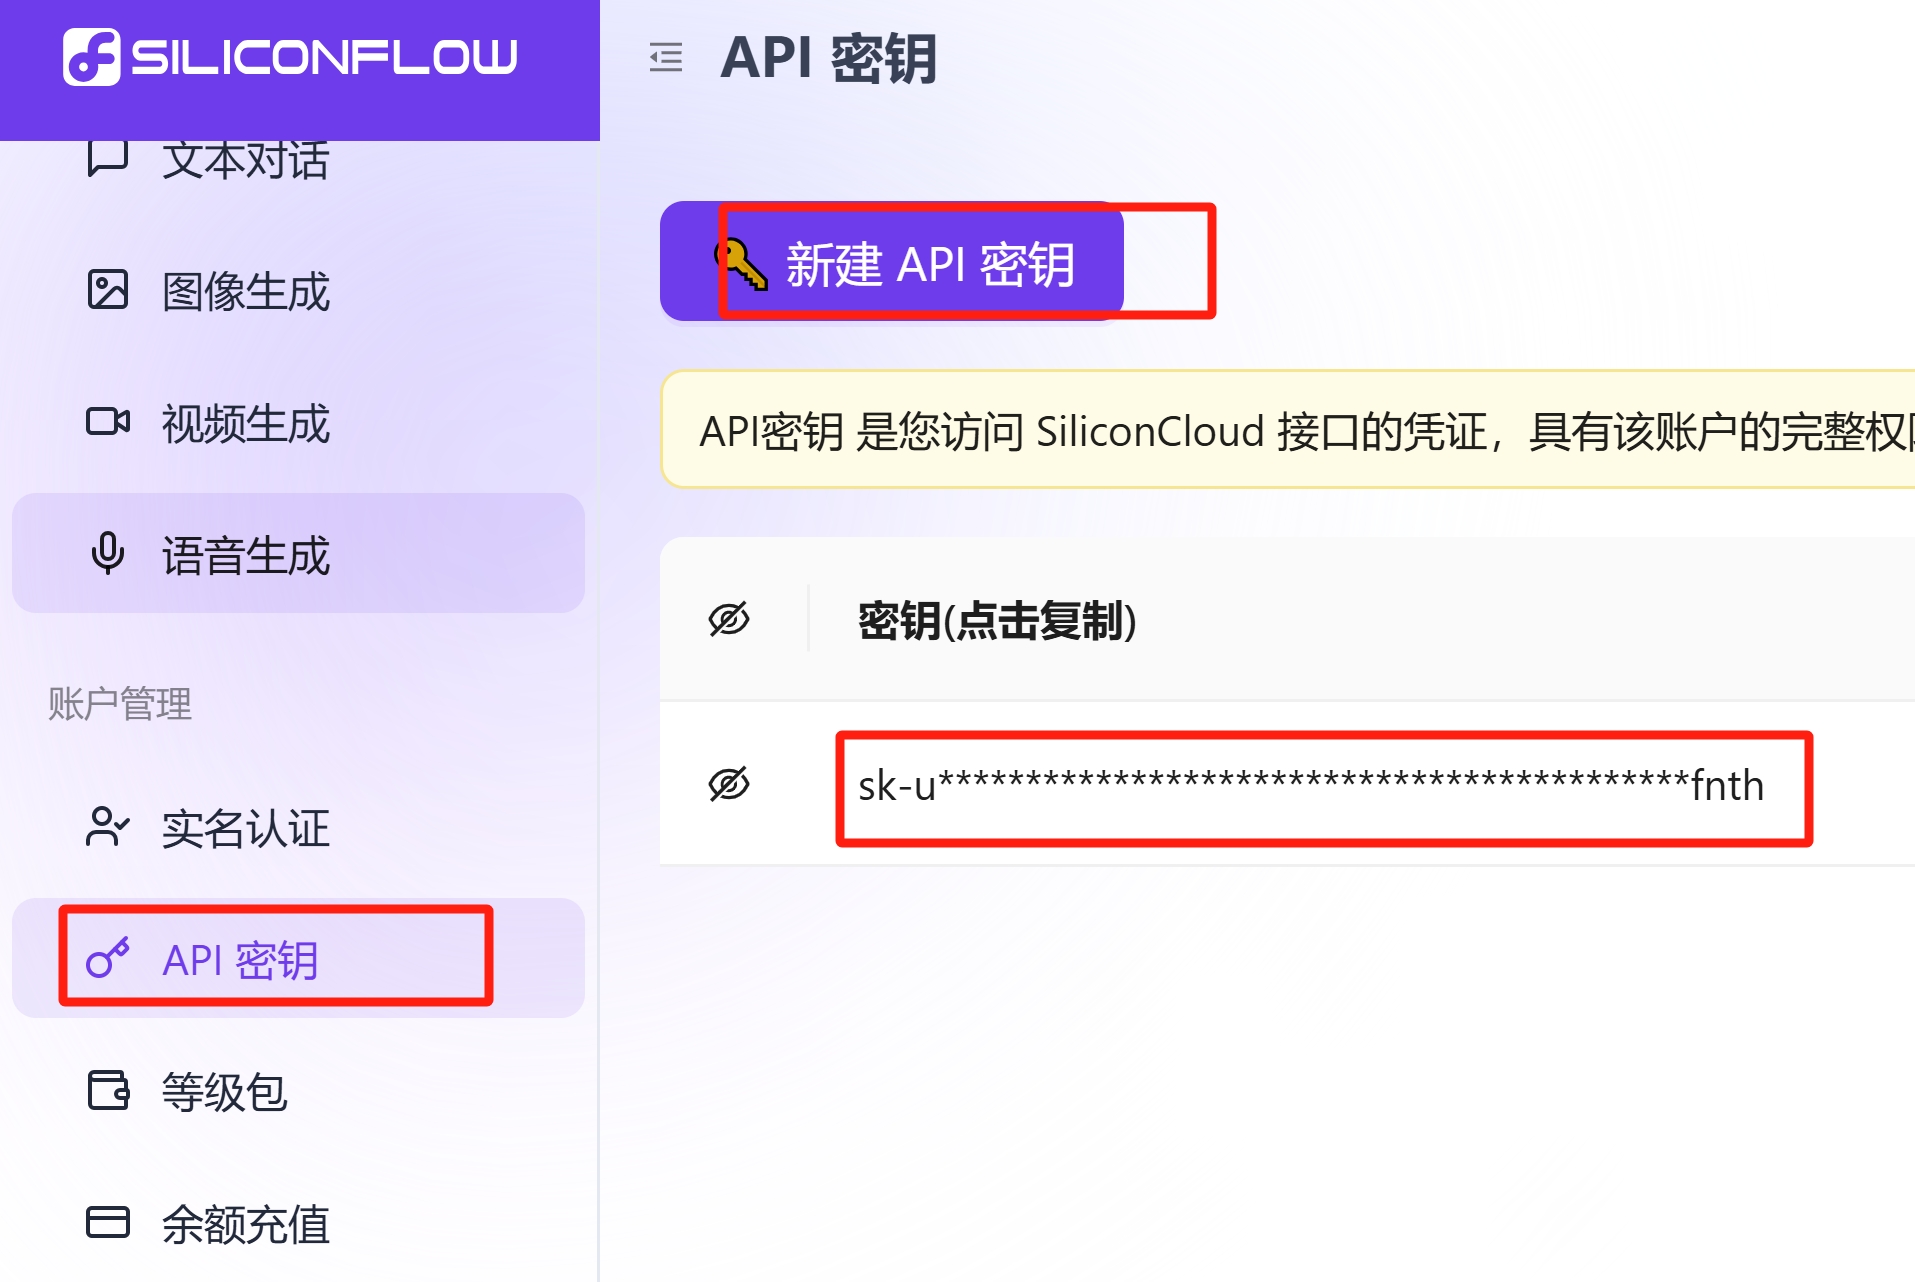 SILICONFLOW
文本对话
图像生成
视频生成
语音生成
账户管理
实名认证
API 密钥
等级包
余额充值
API 密钥
新建 API 密钥
API密钥 是您访问 SiliconCloud 接口的凭证，具有该账户的完整权
密钥(点击复制)
sk-u*******************************************fnth